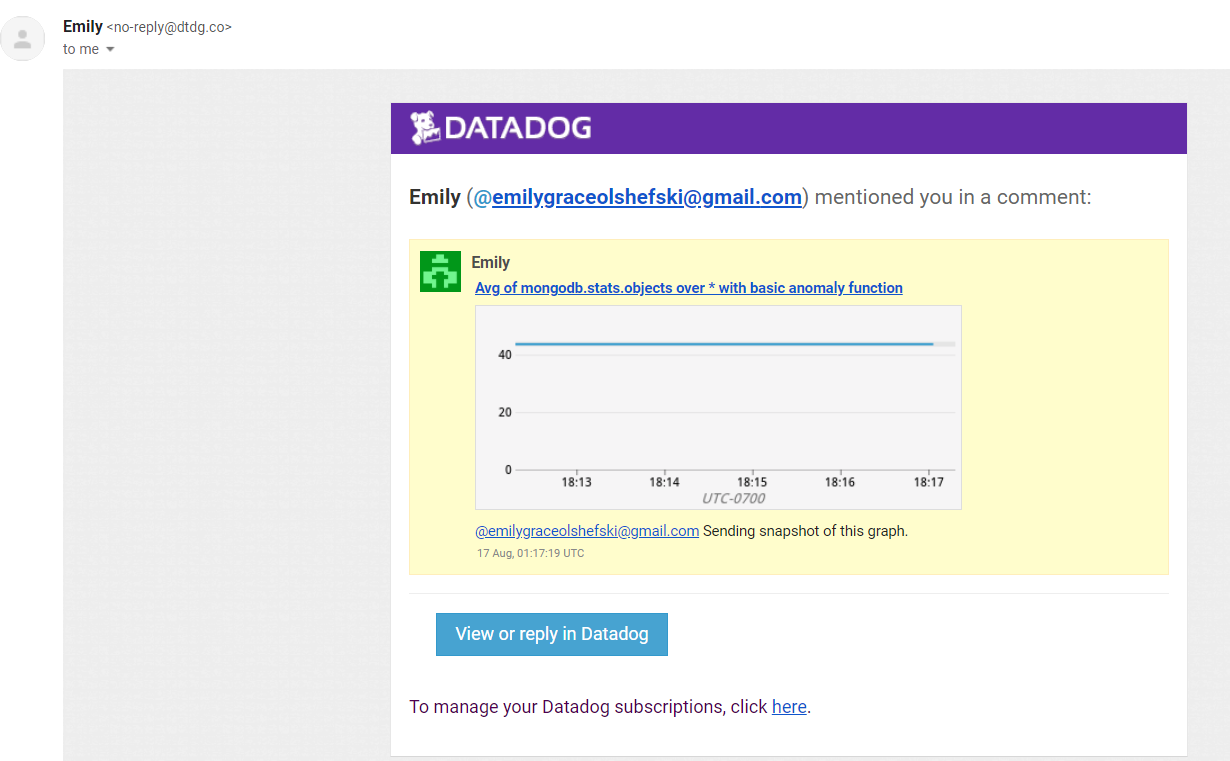 Emily <no-reply@dtdg.co>
to me
DATADOG
Emily (@emilygraceolshefski@gmail.com) mentioned you in a comment:
Emily
Avg of mongodb.stats.objects over * with basic anomaly function
40
20
0
18:13 18:14 18:15 18:16 18:17
UTC-0700
@emilygraceolshefski@gmail.com Sending snapshot of this graph.
17 Aug, 01:17:19 UTC
View or reply in Datadog
To manage your Datadog subscriptions, click here.